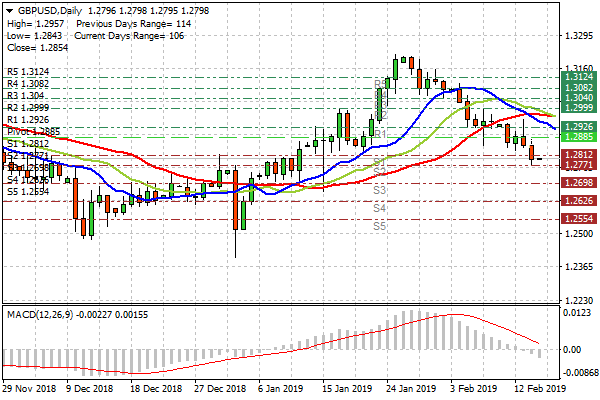 GBPUSD,Daily 1.2796 1.2798 1.2795 1.2798
High= 1.2957 Previous Days Range= 114
Low= 1.2843 Current Days Range= 106
Close= 1.2854
R5 1.3124
R4 1.3082
R3 1.304
R2 1.2999
R1 1.2926
Pivot 1.2885
S1 1.2812
S4 1.2626
S5 1.2554
R1
S1
S2
S3
S4
S5
1.3295
1.3160
1.3124
1.3082
1.3040
1.2999
1.2926
1.2885
1.2812
1.2771
1.2698
1.2626
1.2554
1.2500
1.2365
1.2230
MACD(12,26,9) -0.00227 0.00155
0.0123
0.00
-0.00868
29 Nov 2018 9 Dec 2018 18 Dec 2018 27 Dec 2018 6 Jan 2019 15 Jan 2019 24 Jan 2019 3 Feb 2019 12 Feb 2019